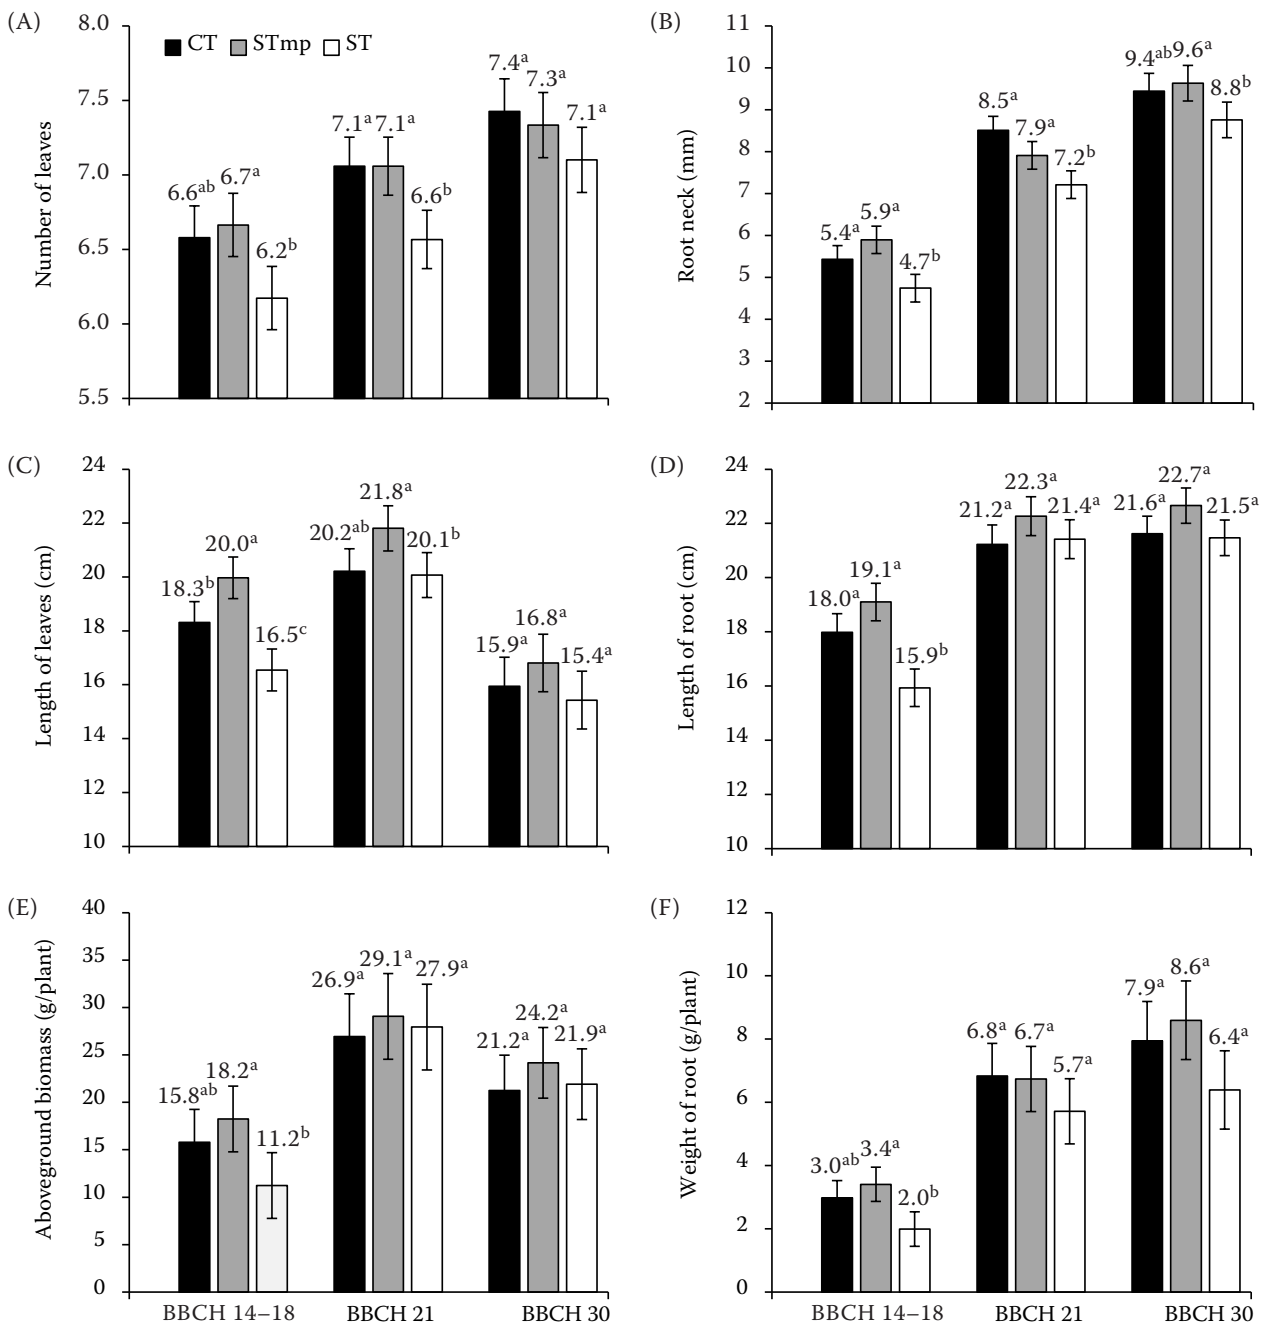 (A)
8.0
7.5
7.0
6.5
6.0
5.5
Number of leaves
CT STmp ST
6.6ab 6.7a 6.2b
7.1a 7.1a 6.6b
7.4a 7.3a 7.1a
(B)
11
10
9
8
7
6
5
4
3
2
Root neck (mm)
5.4a 5.9a 4.7b
8.5a 7.9a 7.2b
9.4ab 9.6a 8.8b
(C)
24
22
20
18
16
14
12
10
Length of leaves (cm)
18.3b 20.0a 16.5c
20.2ab 21.8a 20.1b
15.9a 16.8a 15.4a
(D)
24
22
20
18
16
14
12
10
Length of root (cm)
18.0a 19.1a 15.9b
21.2a 22.3a 21.4a
21.6a 22.7a 21.5a
(E)
40
35
30
25
20
15
10
5
0
Aboveground biomass (g/plant)
15.8ab 18.2a 11.2b
26.9a 29.1a 27.9a
21.2a 24.2a 21.9a
BBCH 14–18 BBCH 21 BBCH 30
(F)
12
10
8
6
4
2
0
Weight of root (g/plant)
3.0ab 3.4a 2.0b
6.8a 6.7a 5.7a
7.9a 8.6a 6.4a
BBCH 14–18 BBCH 21 BBCH 30